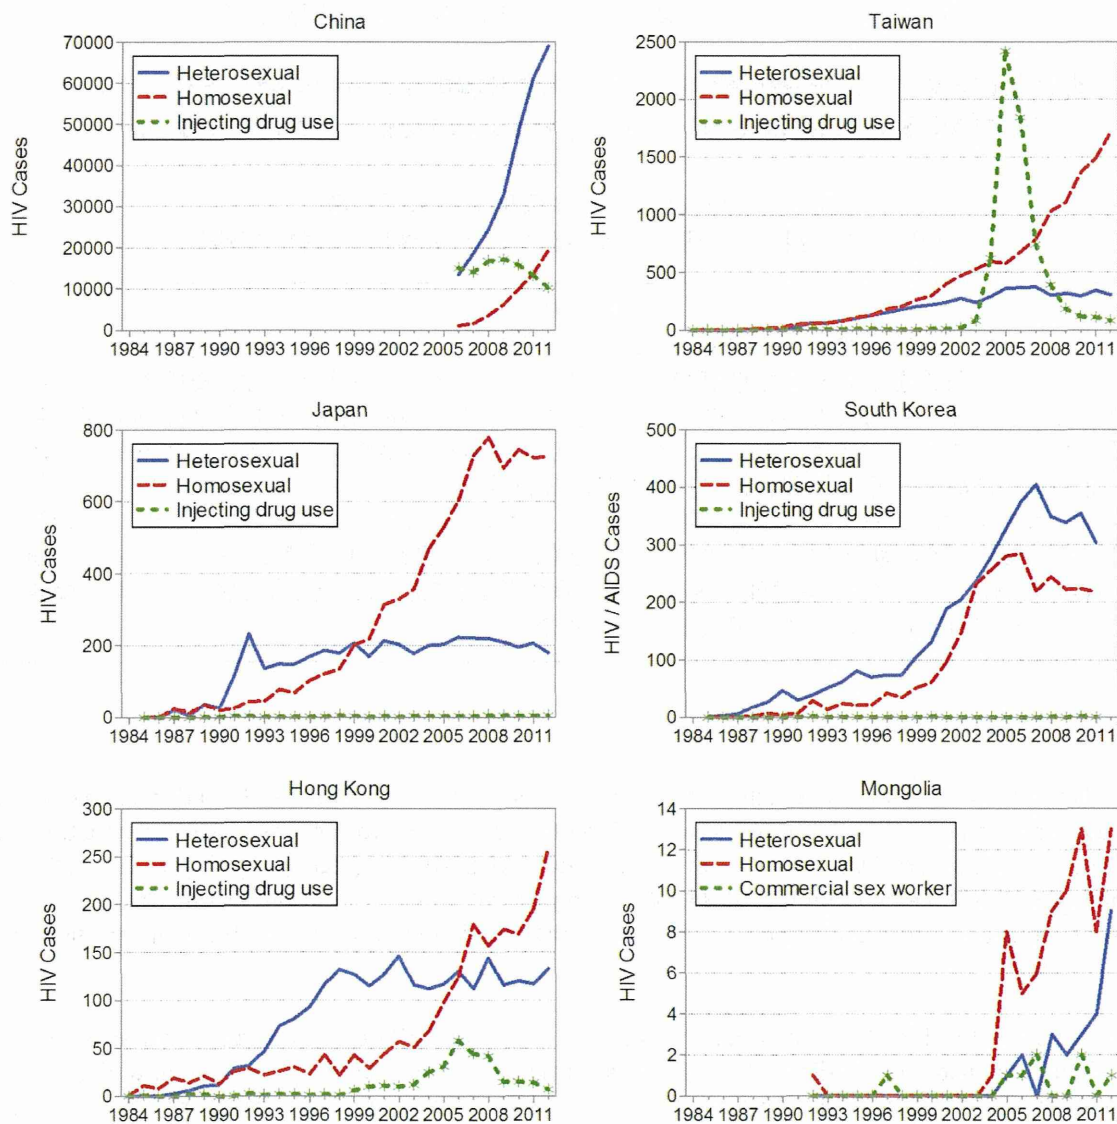 China
70000
60000
50000
40000
30000
20000
10000
0
HIV Cases
Heterosexual
Homosexual
Injecting drug use
1984 1987 1990 1993 1996 1999 2002 2005 2008 2011
Taiwan
2500
2000
1500
1000
500
0
HIV Cases
Heterosexual
Homosexual
Injecting drug use
1984 1987 1990 1993 1996 1999 2002 2005 2008 2011
Japan
800
600
400
200
0
HIV Cases
Heterosexual
Homosexual
Injecting drug use
1984 1987 1990 1993 1996 1999 2002 2005 2008 2011
South Korea
500
400
300
200
100
0
HIV / AIDS Cases
Heterosexual
Homosexual
Injecting drug use
1984 1987 1990 1993 1996 1999 2002 2005 2008 2011
Hong Kong
300
250
200
150
100
50
0
HIV Cases
Heterosexual
Homosexual
Injecting drug use
1984 1987 1990 1993 1996 1999 2002 2005 2008 2011
Mongolia
14
12
10
8
6
4
2
0
HIV Cases
Heterosexual
Homosexual
Commercial sex worker
1984 1987 1990 1993 1996 1999 2002 2005 2008 2011